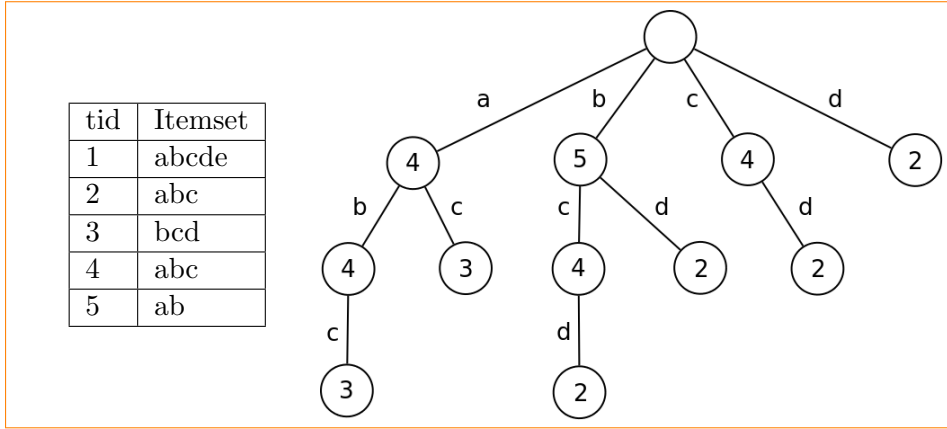 tid Itemset
1 abcde
2 abc
3 bcd
4 abc
5 ab
a b c d
4 5 4 2
b c c d d
4 3 4 2 2
c d
3 2